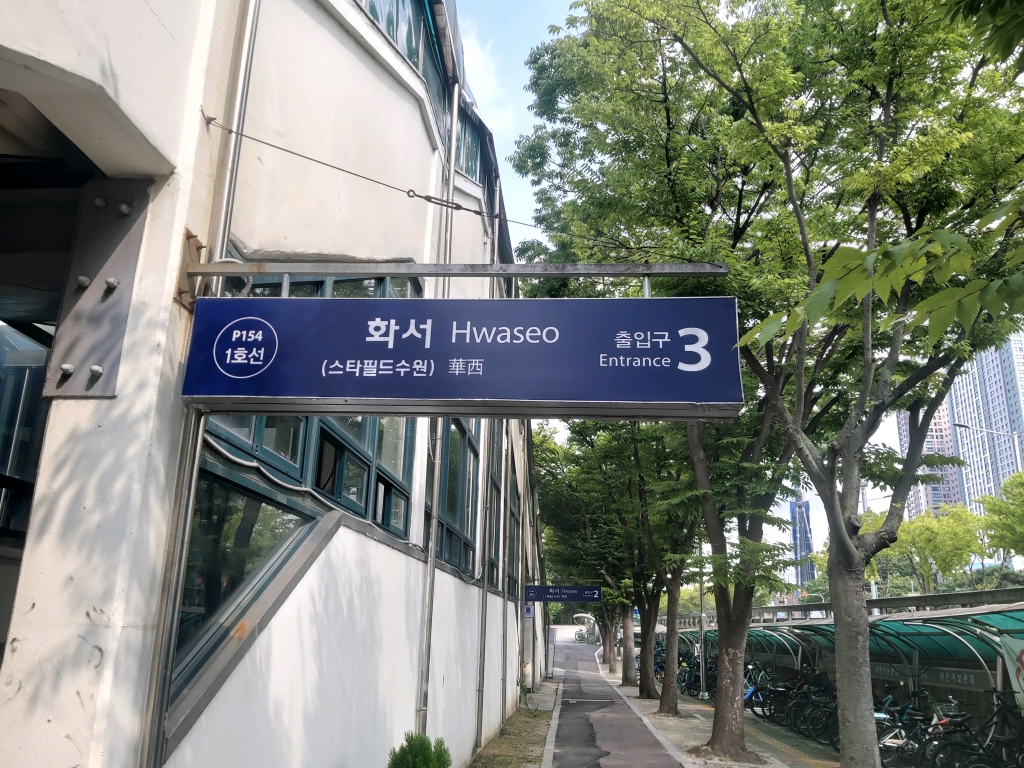 P154
1호선
화서 Hwaseo
(스타필드수원) 華西
출입구
Entrance 3
화서 Hwaseo
2